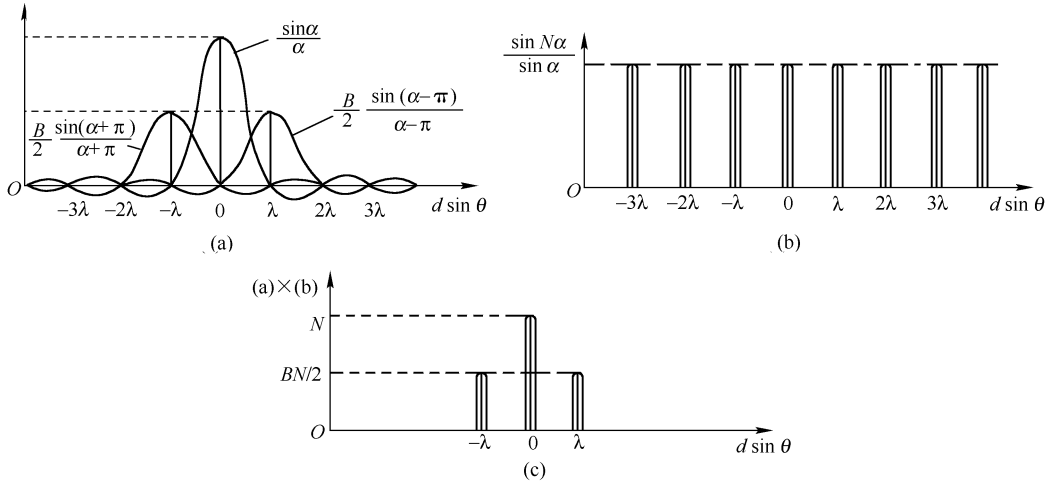 sinα
α
B/2 sin (α−π)
α−π
B/2 sin(α+π)
α+π
O
−3λ −2λ −λ 0 λ 2λ 3λ
d sin θ
(a)
sin Nα
sin α
O
−3λ −2λ −λ 0 λ 2λ 3λ
d sin θ
(b)
(a)×(b)
N
BN/2
O
−λ 0 λ
d sin θ
(c)